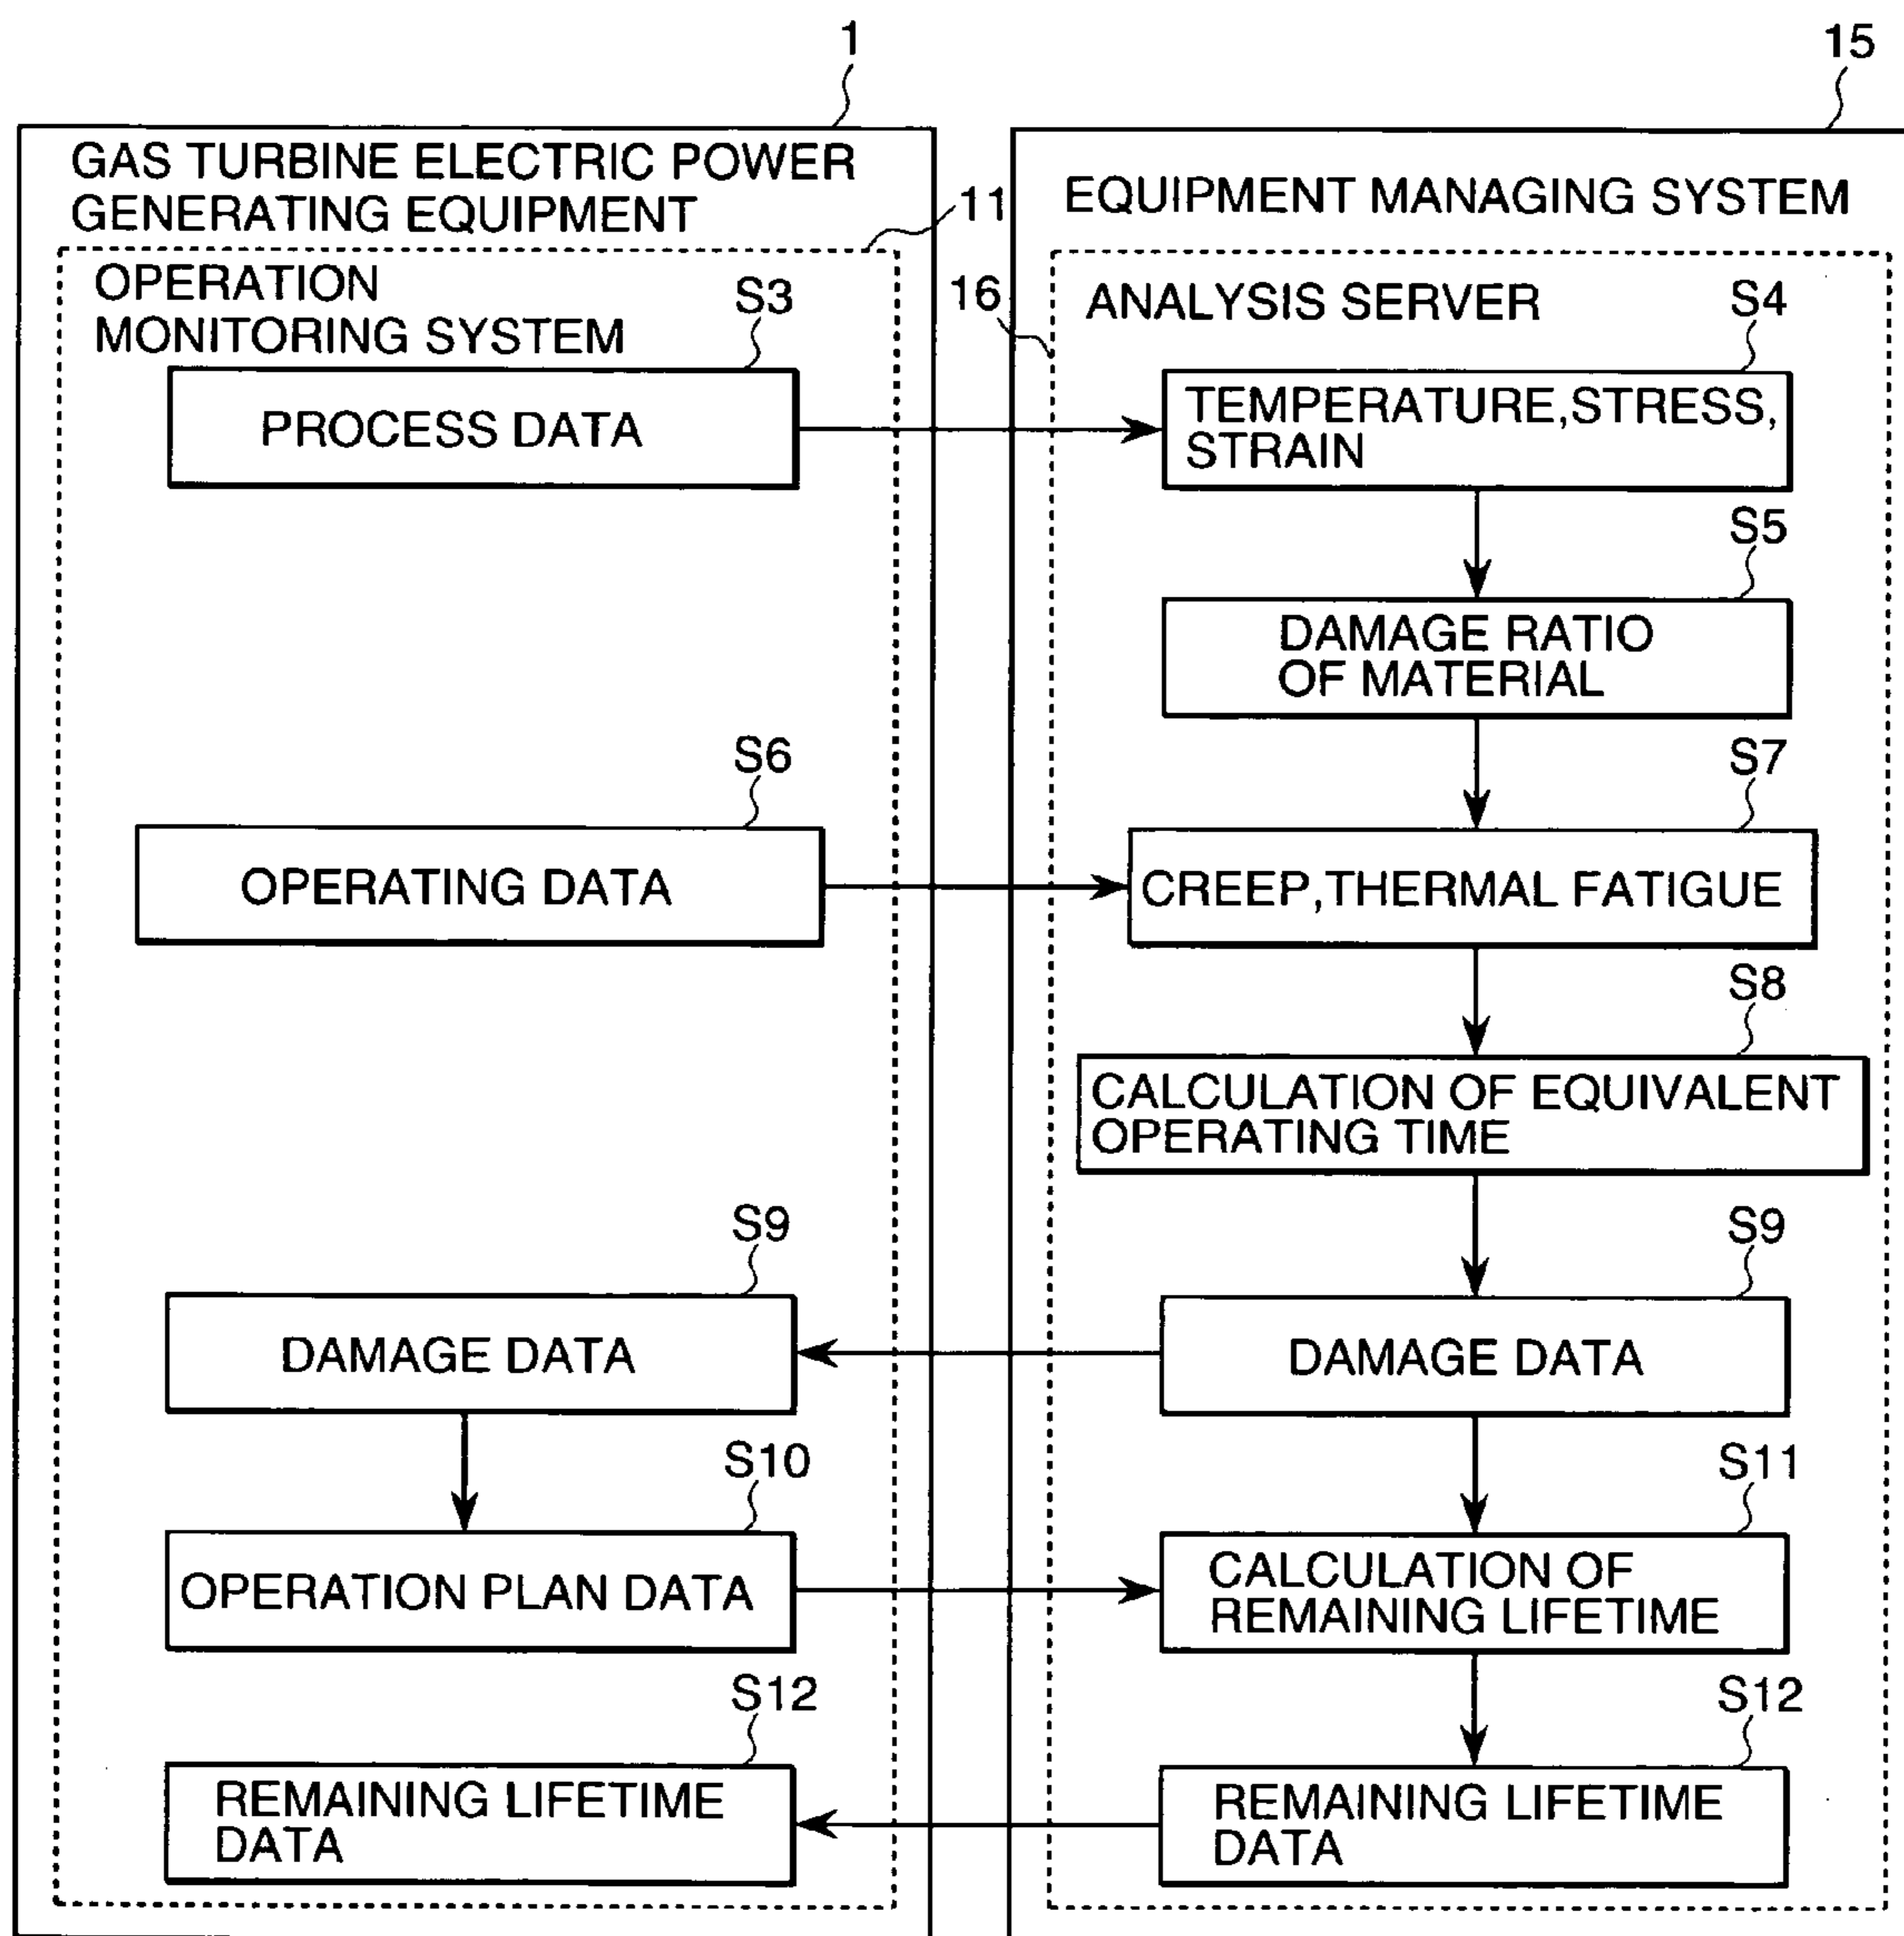 1
15
GAS TURBINE ELECTRIC POWER
GENERATING EQUIPMENT
11
EQUIPMENT MANAGING SYSTEM
OPERATION
MONITORING SYSTEM
S3
16
ANALYSIS SERVER
S4
PROCESS DATA
TEMPERATURE,STRESS,
STRAIN
S5
DAMAGE RATIO
OF MATERIAL
S6
S7
OPERATING DATA
CREEP,THERMAL FATIGUE
S8
CALCULATION OF EQUIVALENT
OPERATING TIME
S9
S9
DAMAGE DATA
DAMAGE DATA
S10
S11
OPERATION PLAN DATA
CALCULATION OF
REMAINING LIFETIME
S12
S12
REMAINING LIFETIME
DATA
REMAINING LIFETIME
DATA